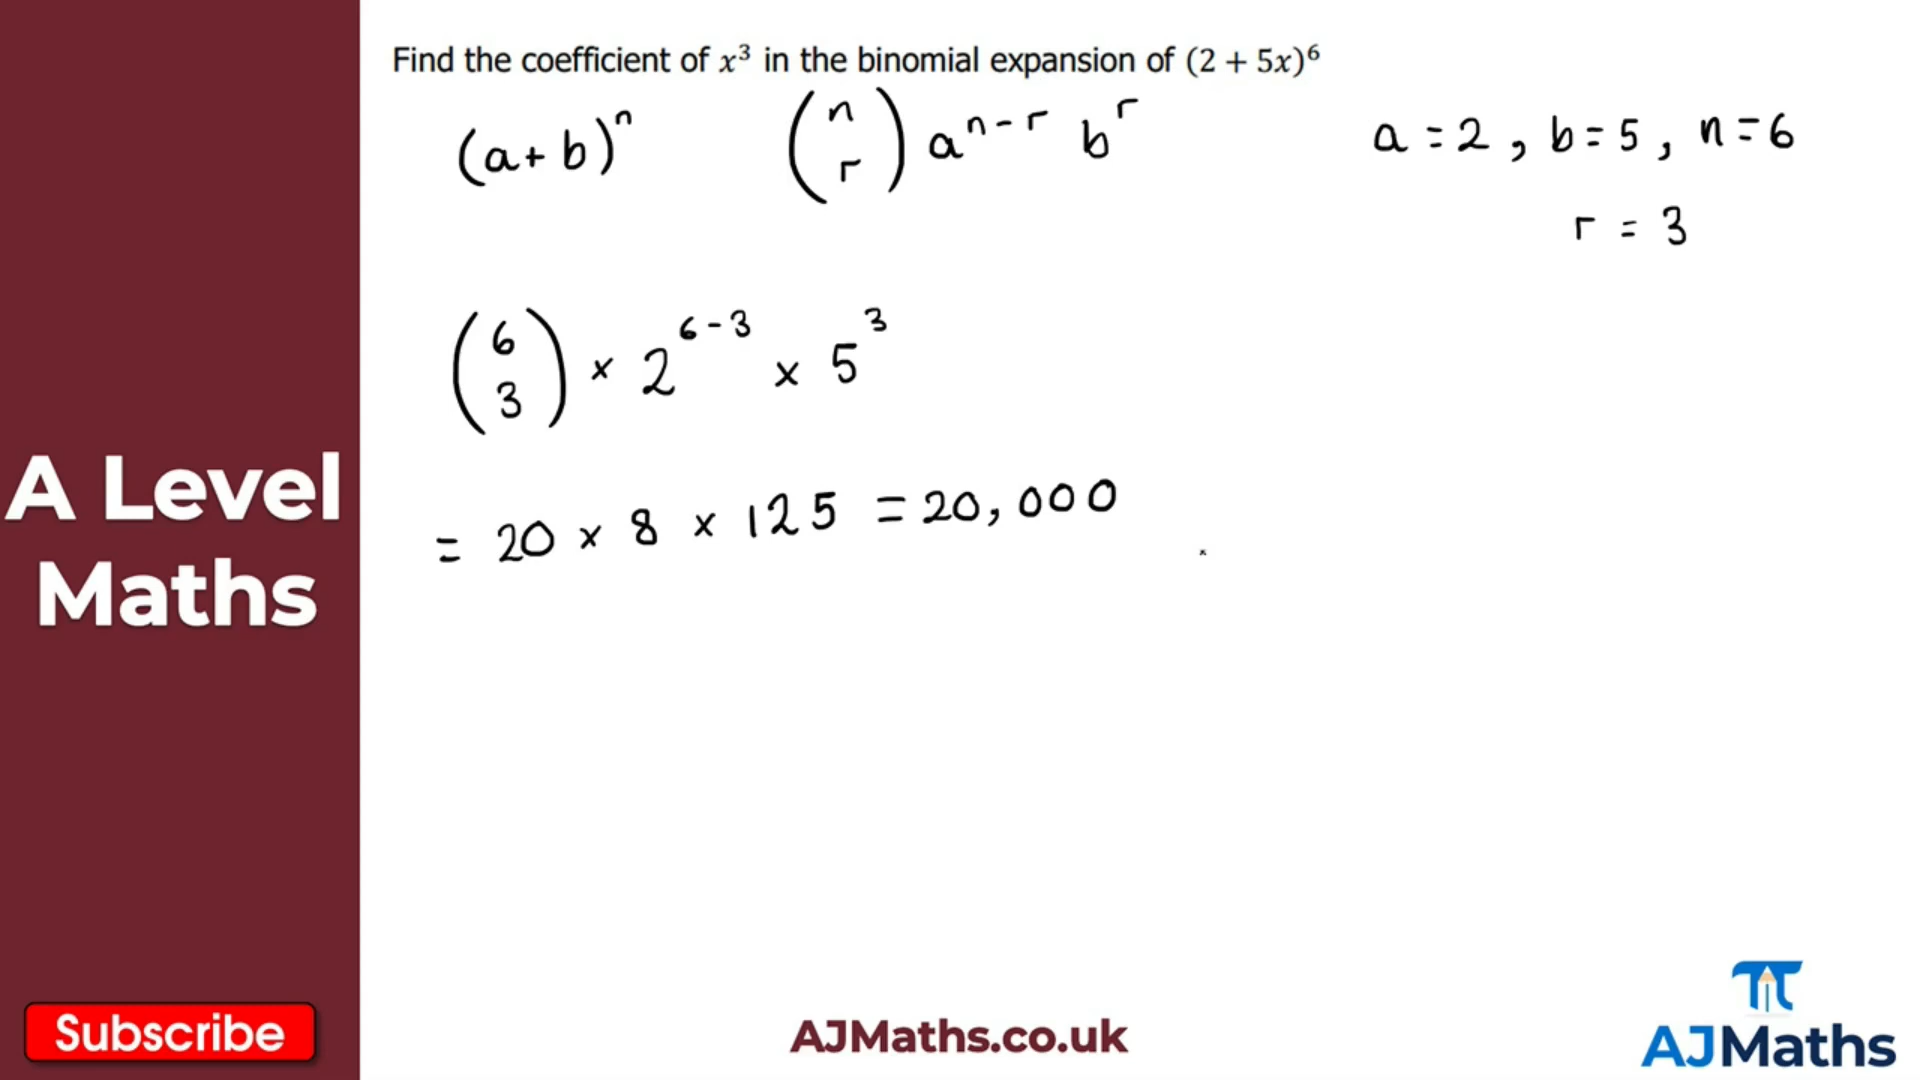 Find the coefficient of x³ in the binomial expansion of (2 + 5x)⁶
(a+b)ⁿ (n r) aⁿ⁻ʳ bʳ a = 2, b = 5, n = 6
r = 3
(6 3) × 2⁶⁻³ × 5³
= 20 × 8 × 125 = 20,000
A Level
Maths
Subscribe
AJMaths.co.uk
AJMaths